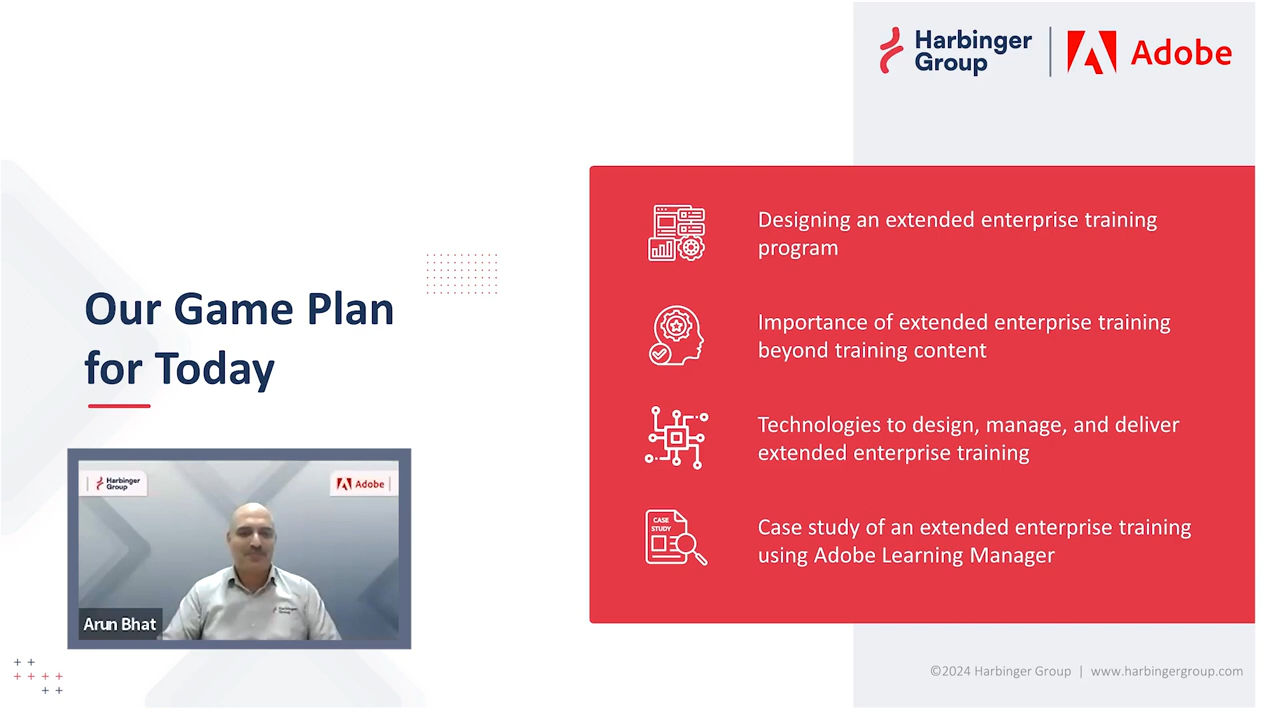 Harbinger
Group
Adobe
Our Game Plan
for Today
Designing an extended enterprise training
program
Importance of extended enterprise training
beyond training content
Technologies to design, manage, and deliver
extended enterprise training
CASE
STUDY
Case study of an extended enterprise training
using Adobe Learning Manager
Harbinger
Group
Adobe
Harbinger
Group
Arun Bhat
©2024 Harbinger Group | www.harbingergroup.com